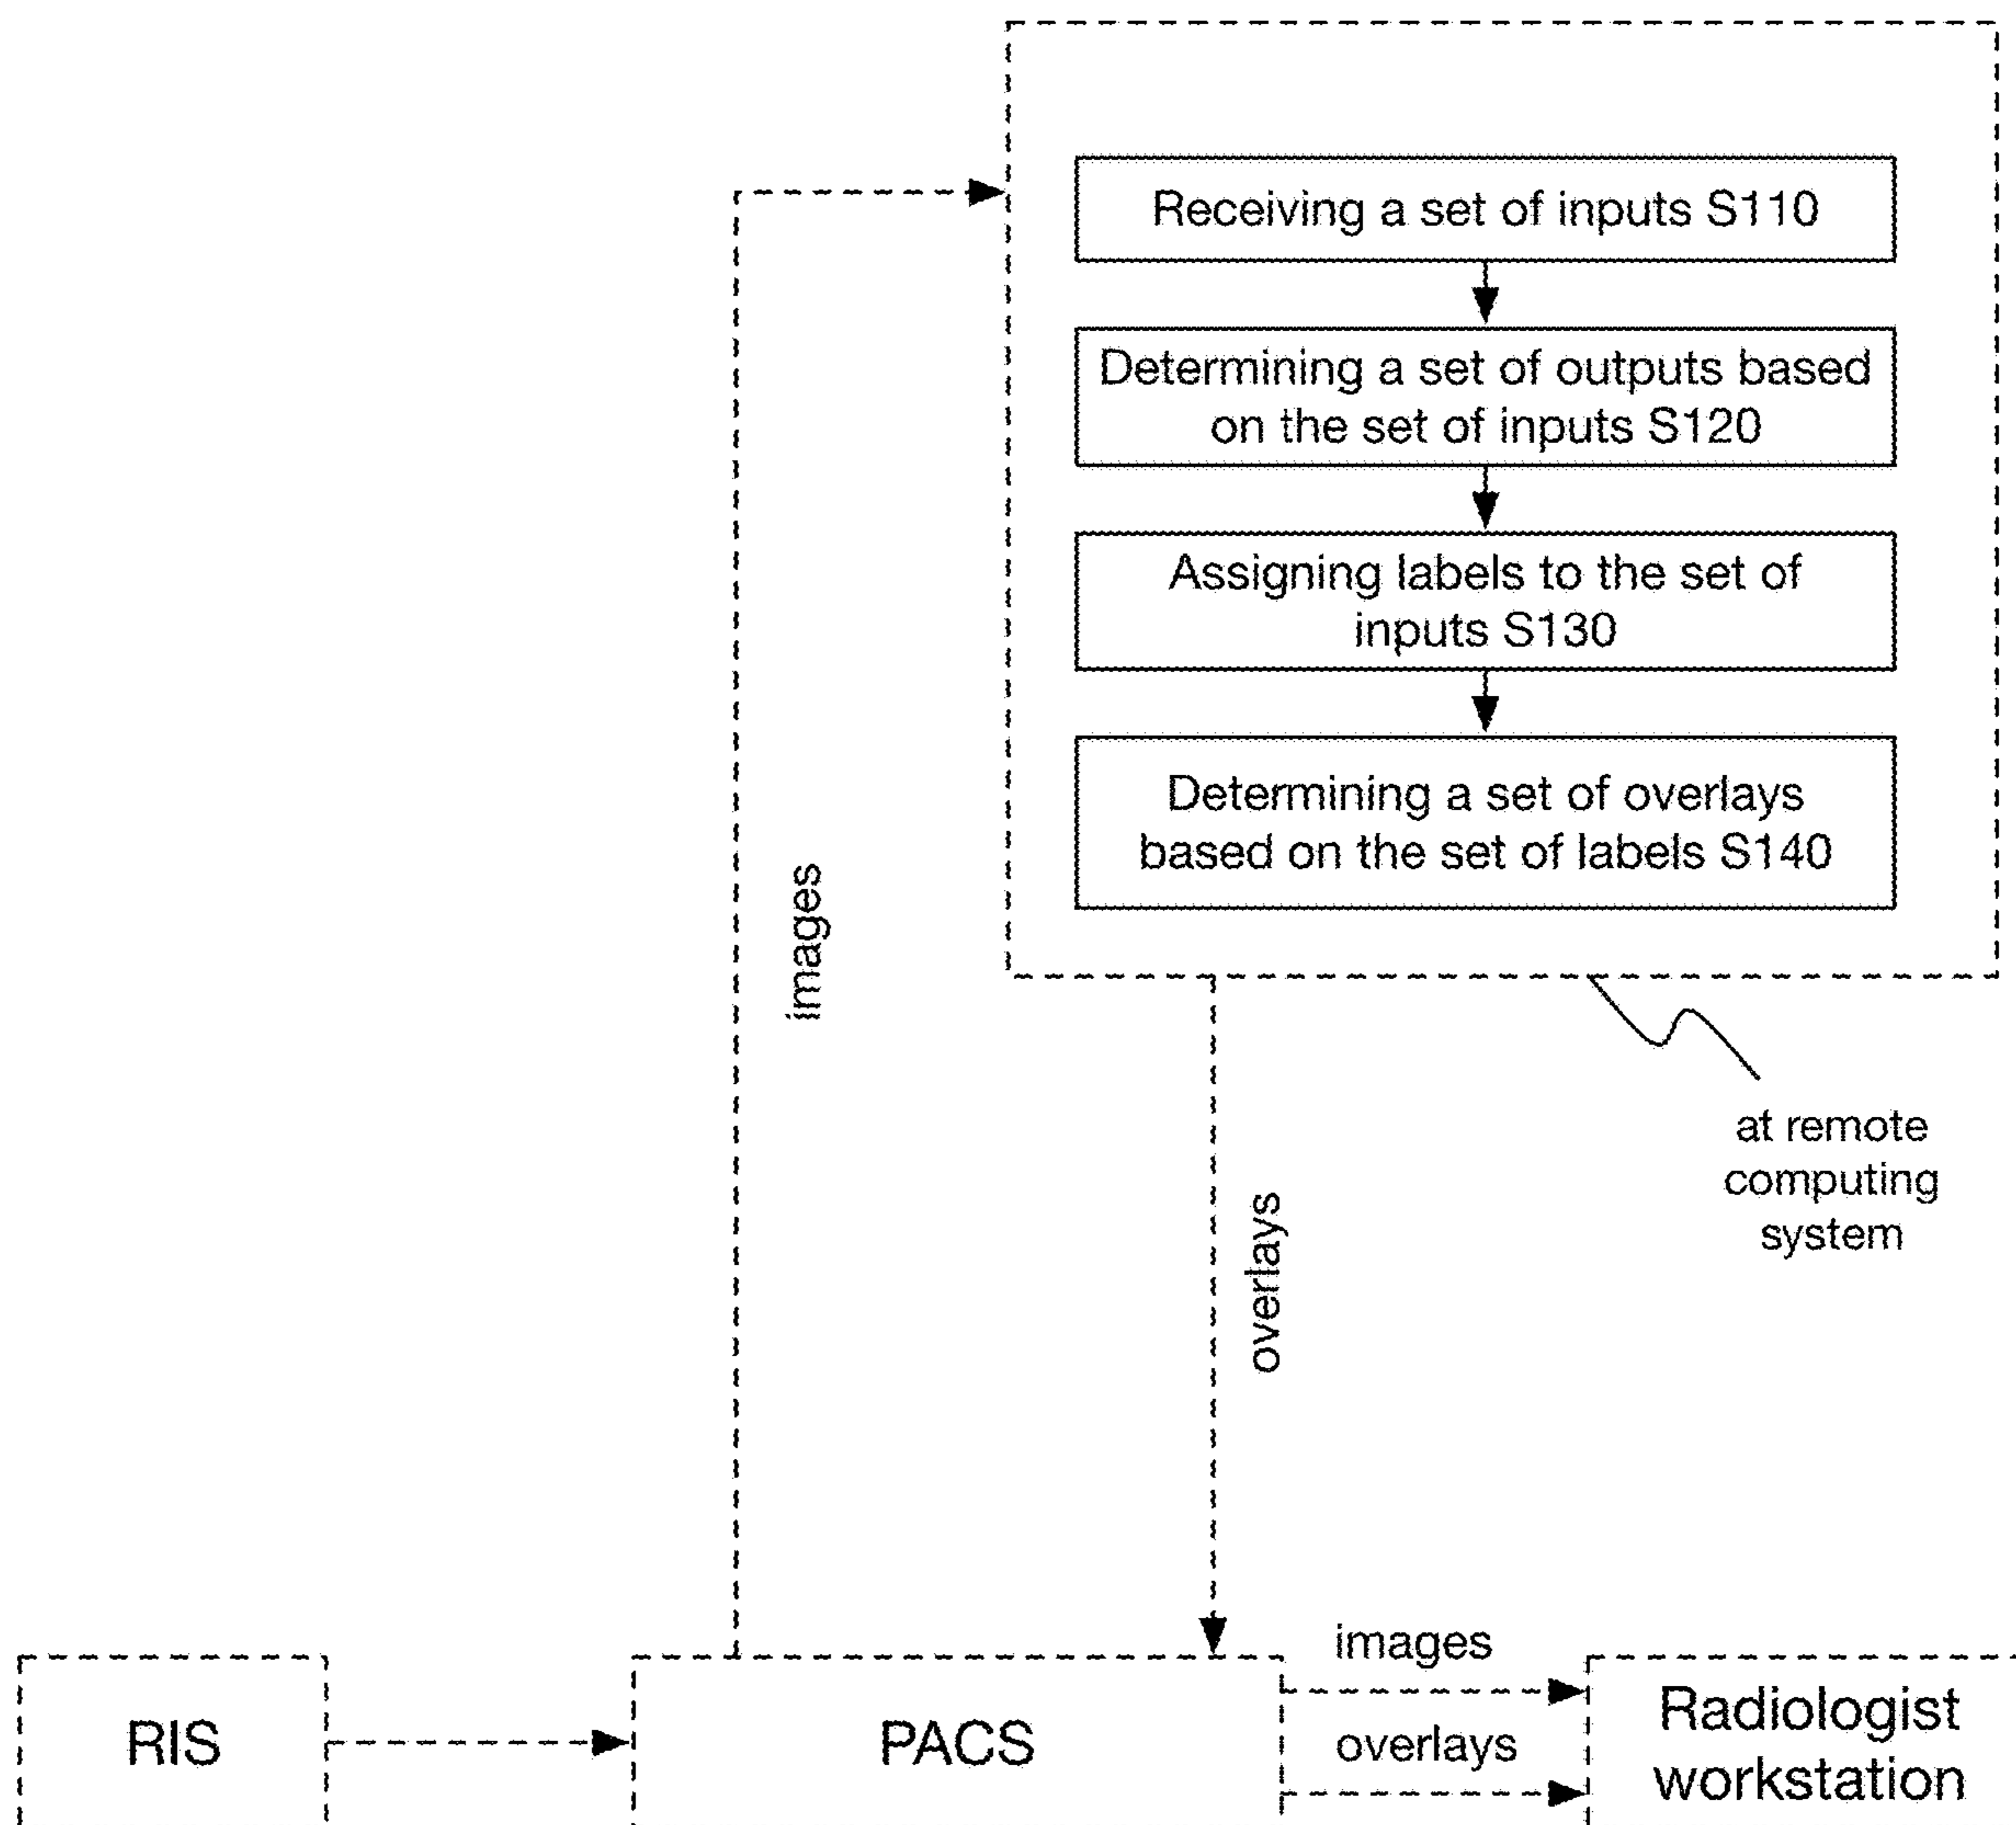 Receiving a set of inputs S110
Determining a set of outputs based
on the set of inputs S120
Assigning labels to the set of
inputs S130
Determining a set of overlays
based on the set of labels S140
images
at remote
computing
system
overlays
RIS
PACS
images
overlays
Radiologist
workstation